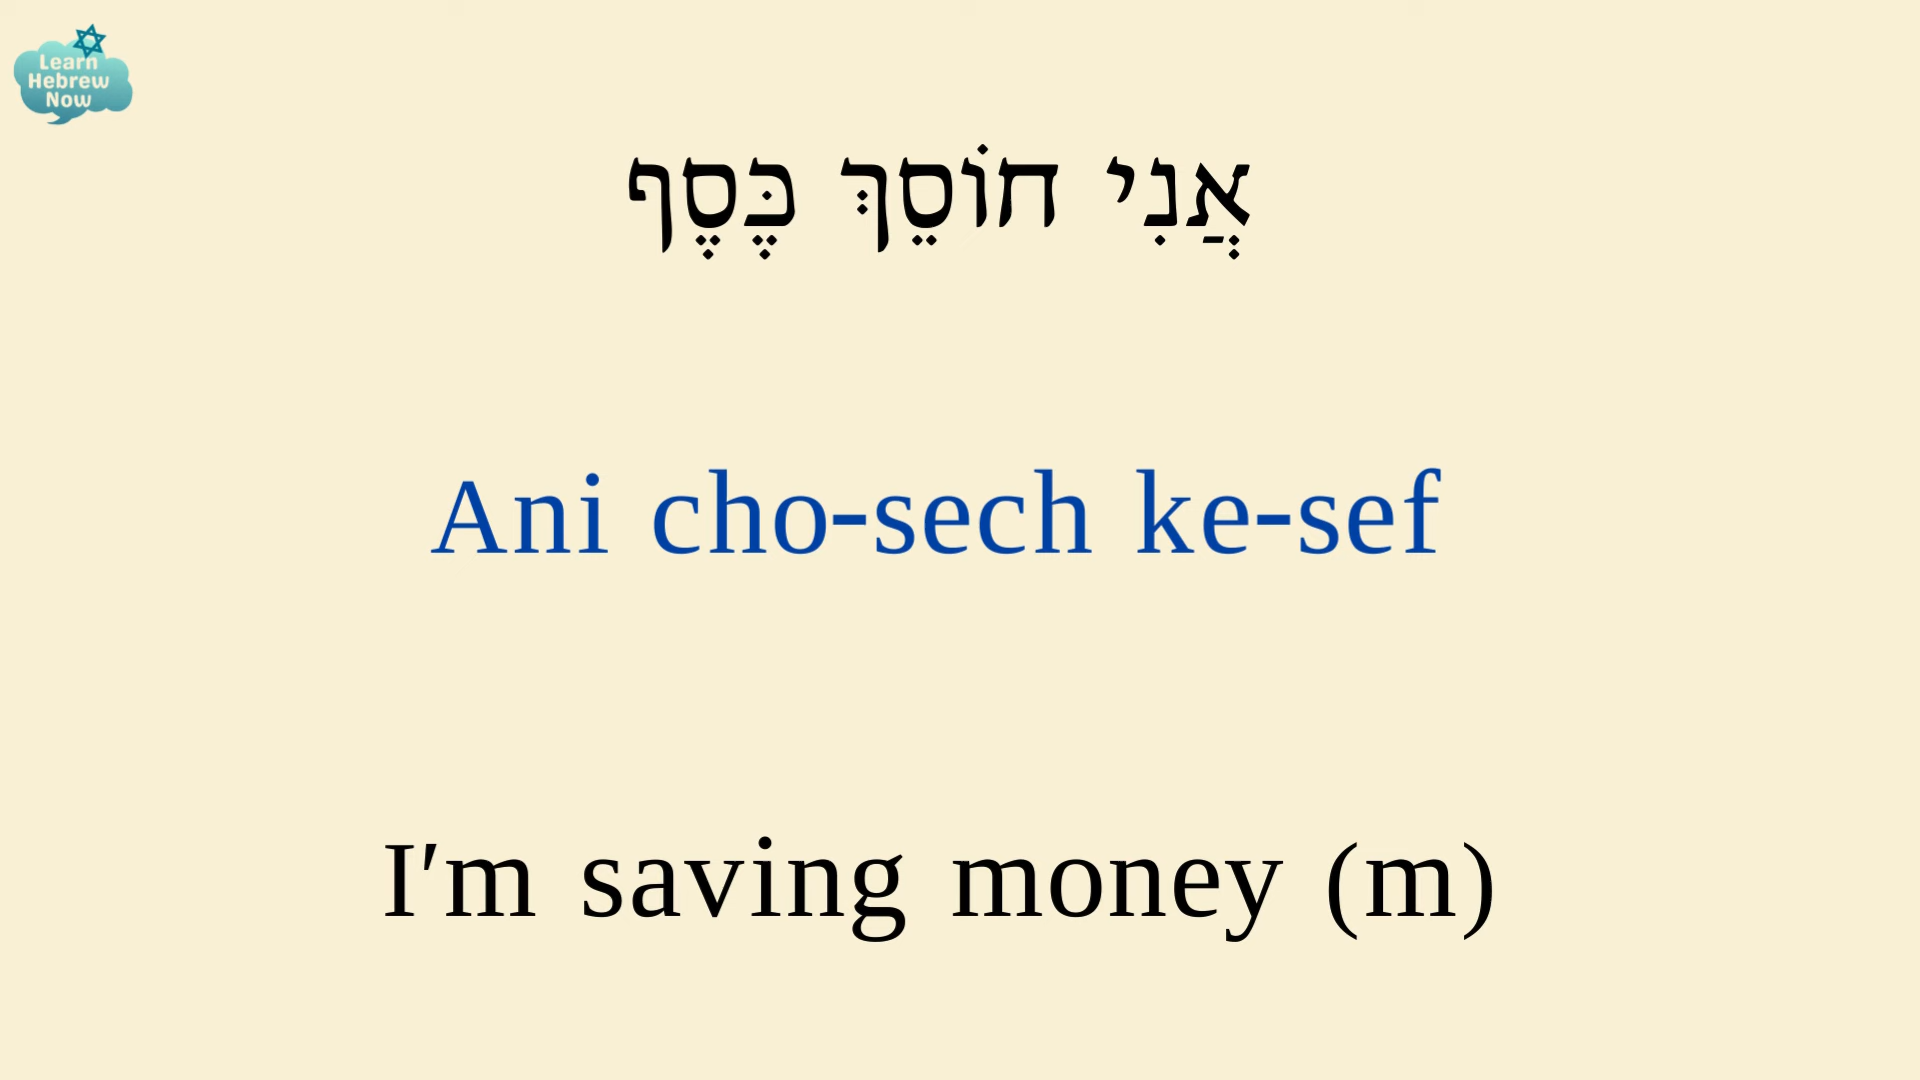 Learn
Hebrew
Now
אֲנִי חוֹסֵךְ כֶּסֶף
Ani cho-sech ke-sef
I'm saving money (m)